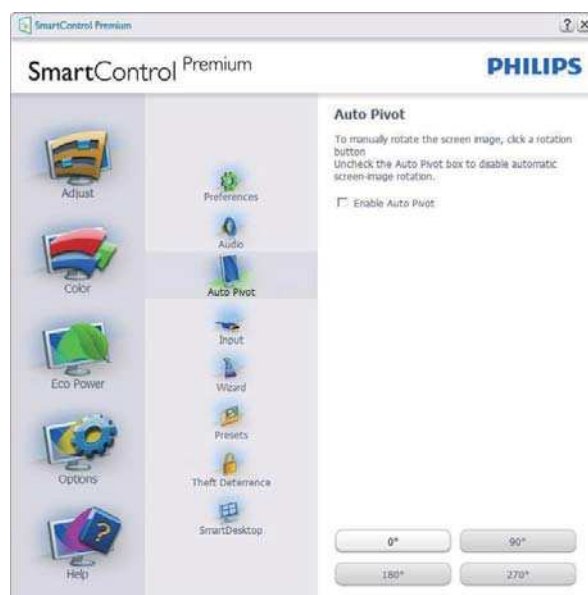 SmartControl Premium
SmartControl Premium
PHILIPS
Adjust
Color
Eco Power
Options
Help
Preferences
Audio
Auto Pivot
Input
Wizard
Presets
Theft Deterrence
SmartDesktop
Auto Pivot
To manually rotate the screen image, click a rotation
button
Uncheck the Auto Pivot box to disable automatic
screen-image rotation.
Enable Auto Pivot
0°
90°
180°
270°